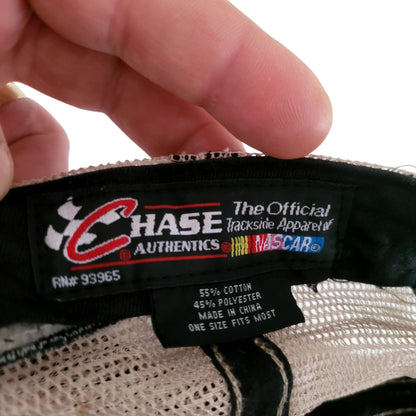 CHASE
AUTHENTICS
The Official
Trackside Apparel of
NASCAR
RN# 93965
55% COTTON
45% POLYESTER
MADE IN CHINA
ONE SIZE FITS MOST